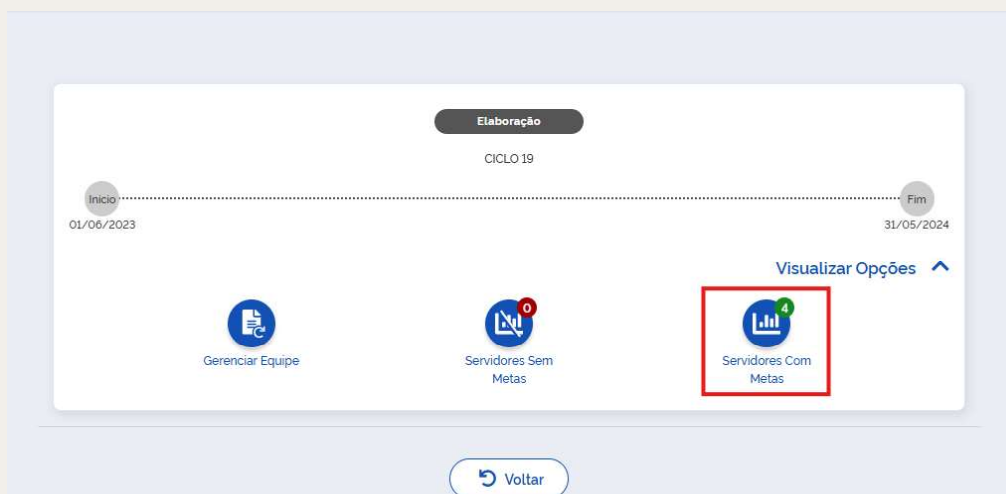 Elaboração
CICLO 19
Início
Fim
01/06/2023
31/05/2024
Visualizar Opções
0
4
Gerenciar Equipe
Servidores Sem
Metas
Servidores Com
Metas
Voltar